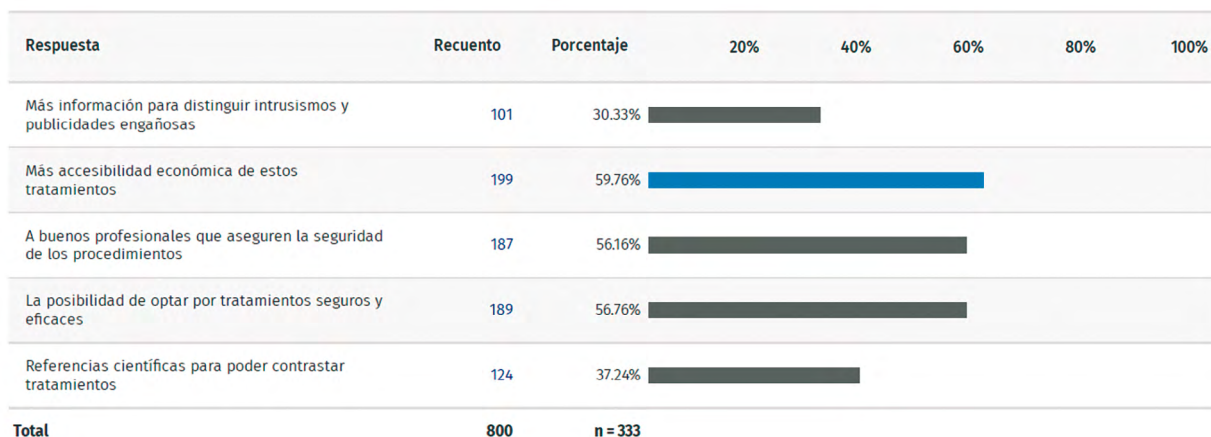 Respuesta Recuento Porcentaje 20% 40% 60% 80% 100%
Más información para distinguir intrusismos y
publicidades engañosas
101 30.33%
Más accesibilidad económica de estos
tratamientos
199 59.76%
A buenos profesionales que aseguren la seguridad
de los procedimientos
187 56.16%
La posibilidad de optar por tratamientos seguros y
eficaces
189 56.76%
Referencias científicas para poder contrastar
tratamientos
124 37.24%
Total 800 n = 333